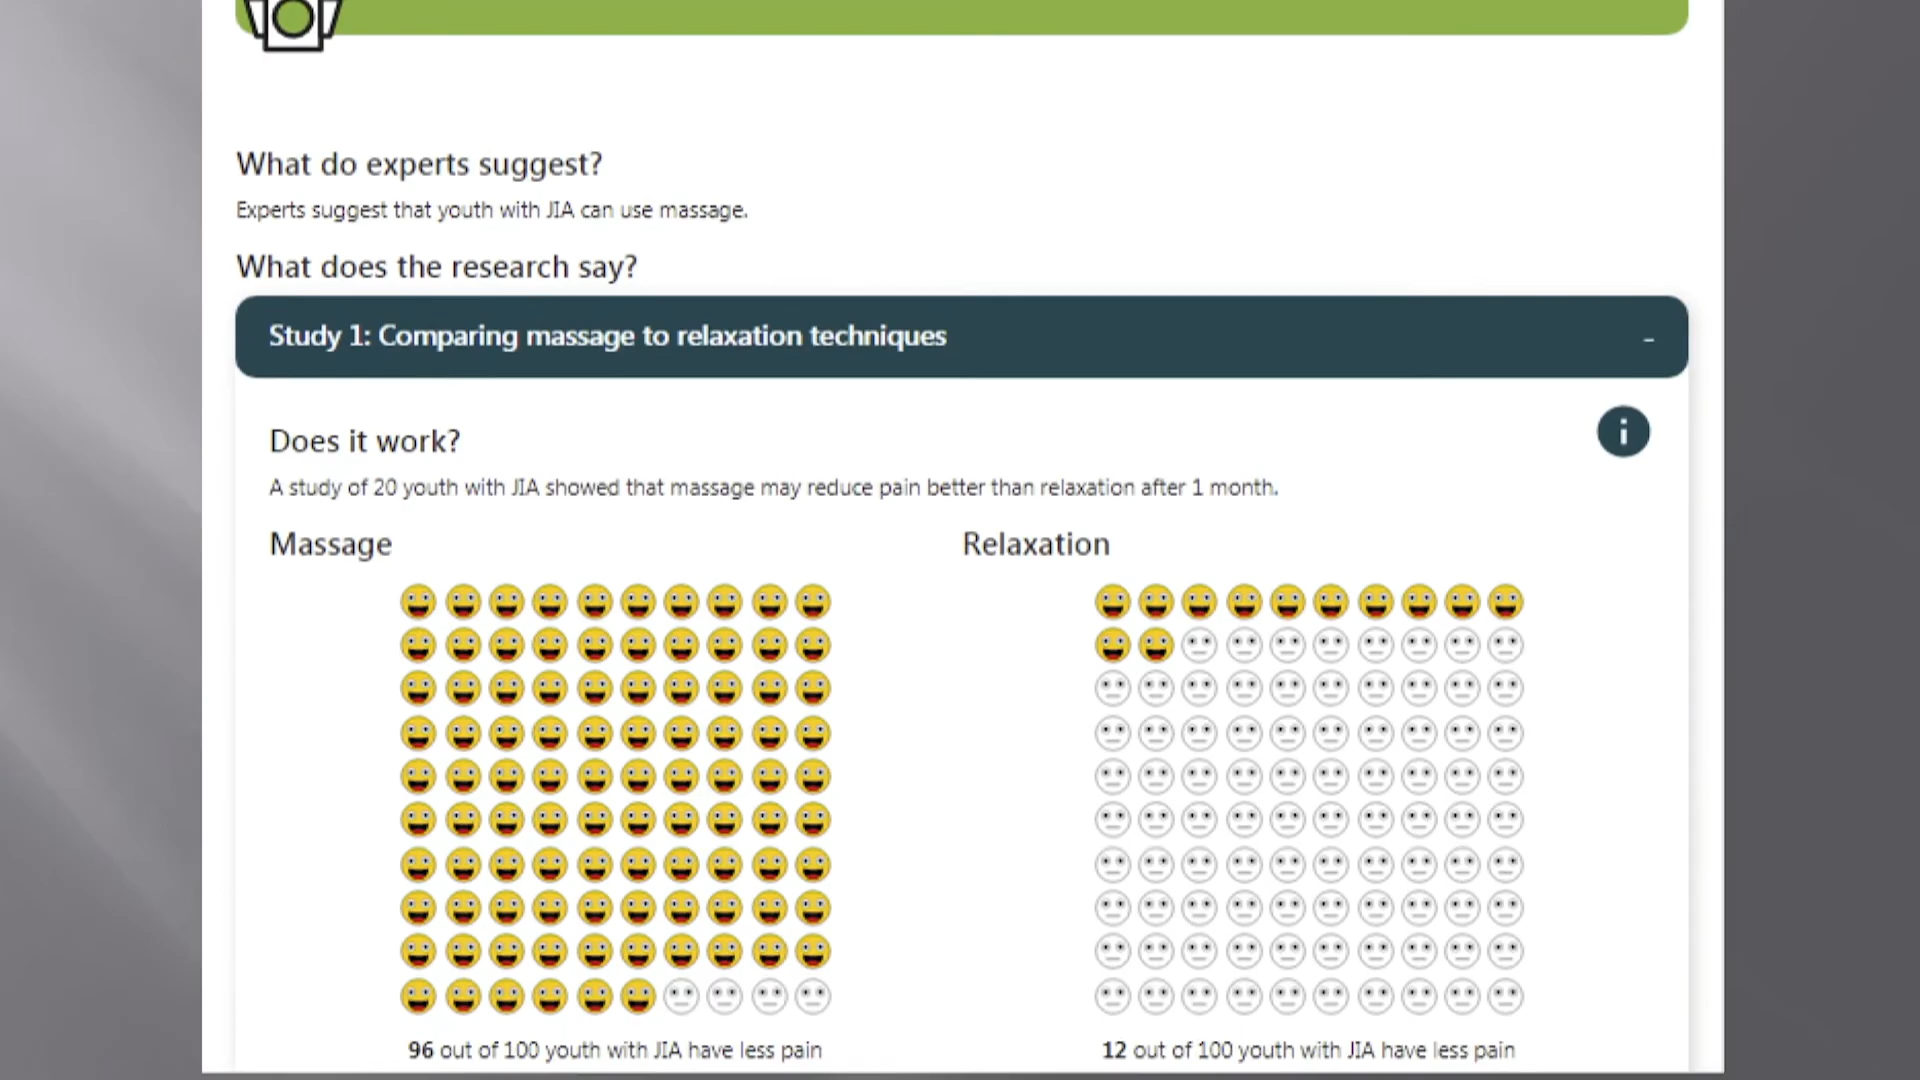 What do experts suggest?
Experts suggest that youth with JIA can use massage.
What does the research say?
Study 1: Comparing massage to relaxation techniques
-
i
Does it work?
A study of 20 youth with JIA showed that massage may reduce pain better than relaxation after 1 month.
Massage
Relaxation
96 out of 100 youth with JIA have less pain
12 out of 100 youth with JIA have less pain